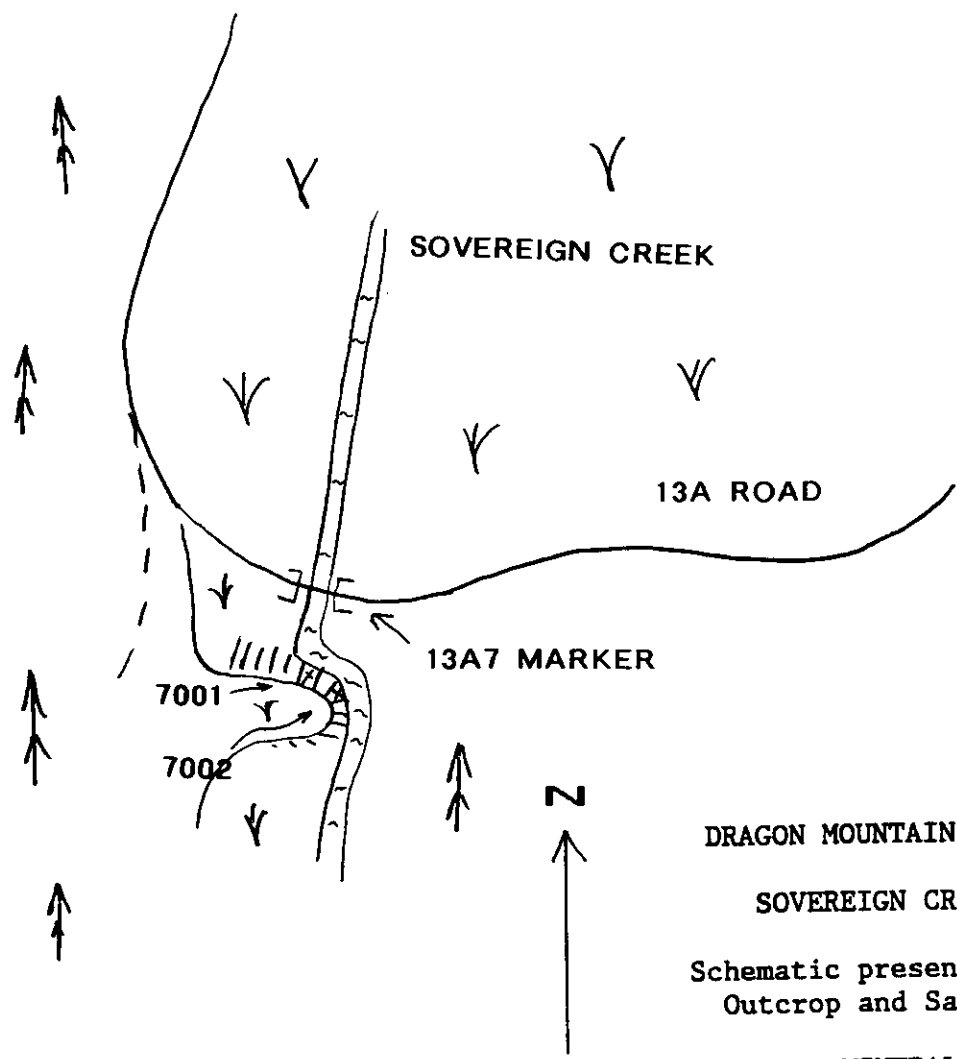 SOVEREIGN CREEK
13A ROAD
13A7 MARKER
7001
7002
N
DRAGON MOUNTAIN
SOVEREIGN CR
Schematic presen
Outcrop and Sa